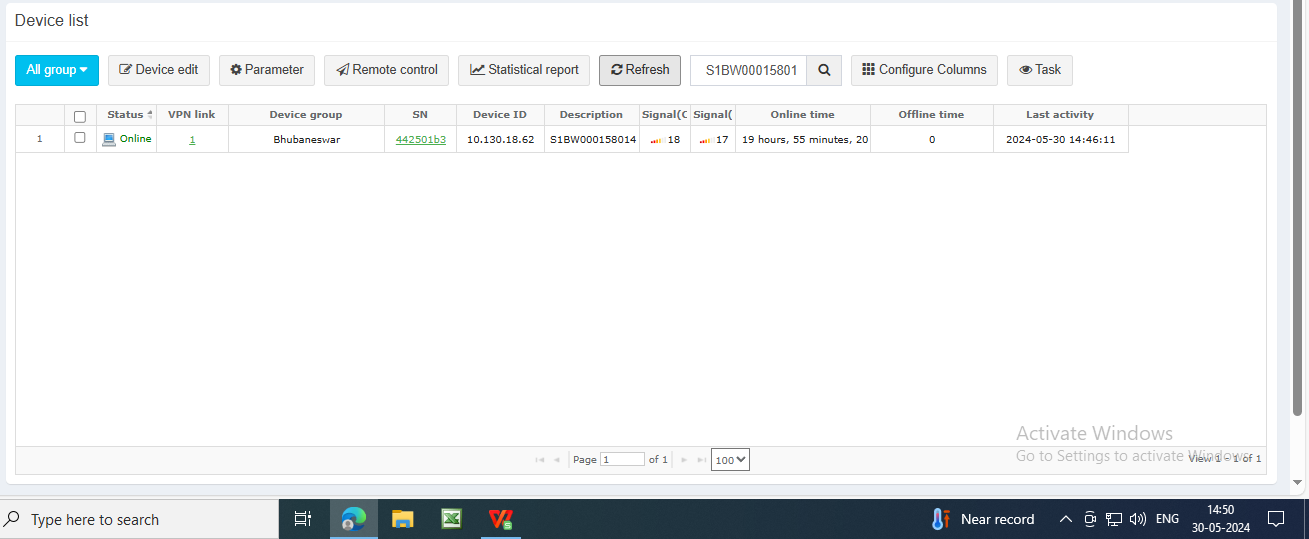 Device list
All group Device edit Parameter Remote control Statistical report Refresh S1BW00015801 Configure Columns Task
Status VPN link Device group SN Device ID Description Signal(C Signal( Online time Offline time Last activity
1 Online 1 Bhubaneswar 442501b3 10.130.18.62 S1BW000158014 18 17 19 hours, 55 minutes, 20 0 2024-05-30 14:46:11
Activate Windows
Go to Settings to activate Windows.
Page 1 of 1 100 View 1 - 1 of 1
Type here to search Near record ENG 14:50
30-05-2024